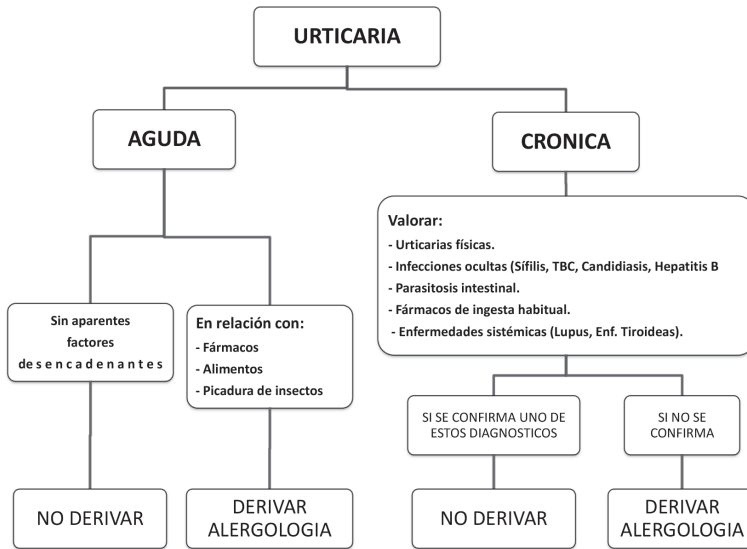 URTICARIA
AGUDA
CRONICA
Valorar:
- Urticarias físicas.
- Infecciones ocultas (Sífilis, TBC, Candidiasis, Hepatitis B
- Parasitosis intestinal.
- Fármacos de ingesta habitual.
- Enfermedades sistémicas (Lupus, Enf. Tiroideas).
Sin aparentes
factores
desencadenantes
En relación con:
- Fármacos
- Alimentos
- Picadura de insectos
SI SE CONFIRMA UNO DE
ESTOS DIAGNOSTICOS
SI NO SE
CONFIRMA
NO DERIVAR
DERIVAR
ALERGOLOGIA
NO DERIVAR
DERIVAR
ALERGOLOGIA